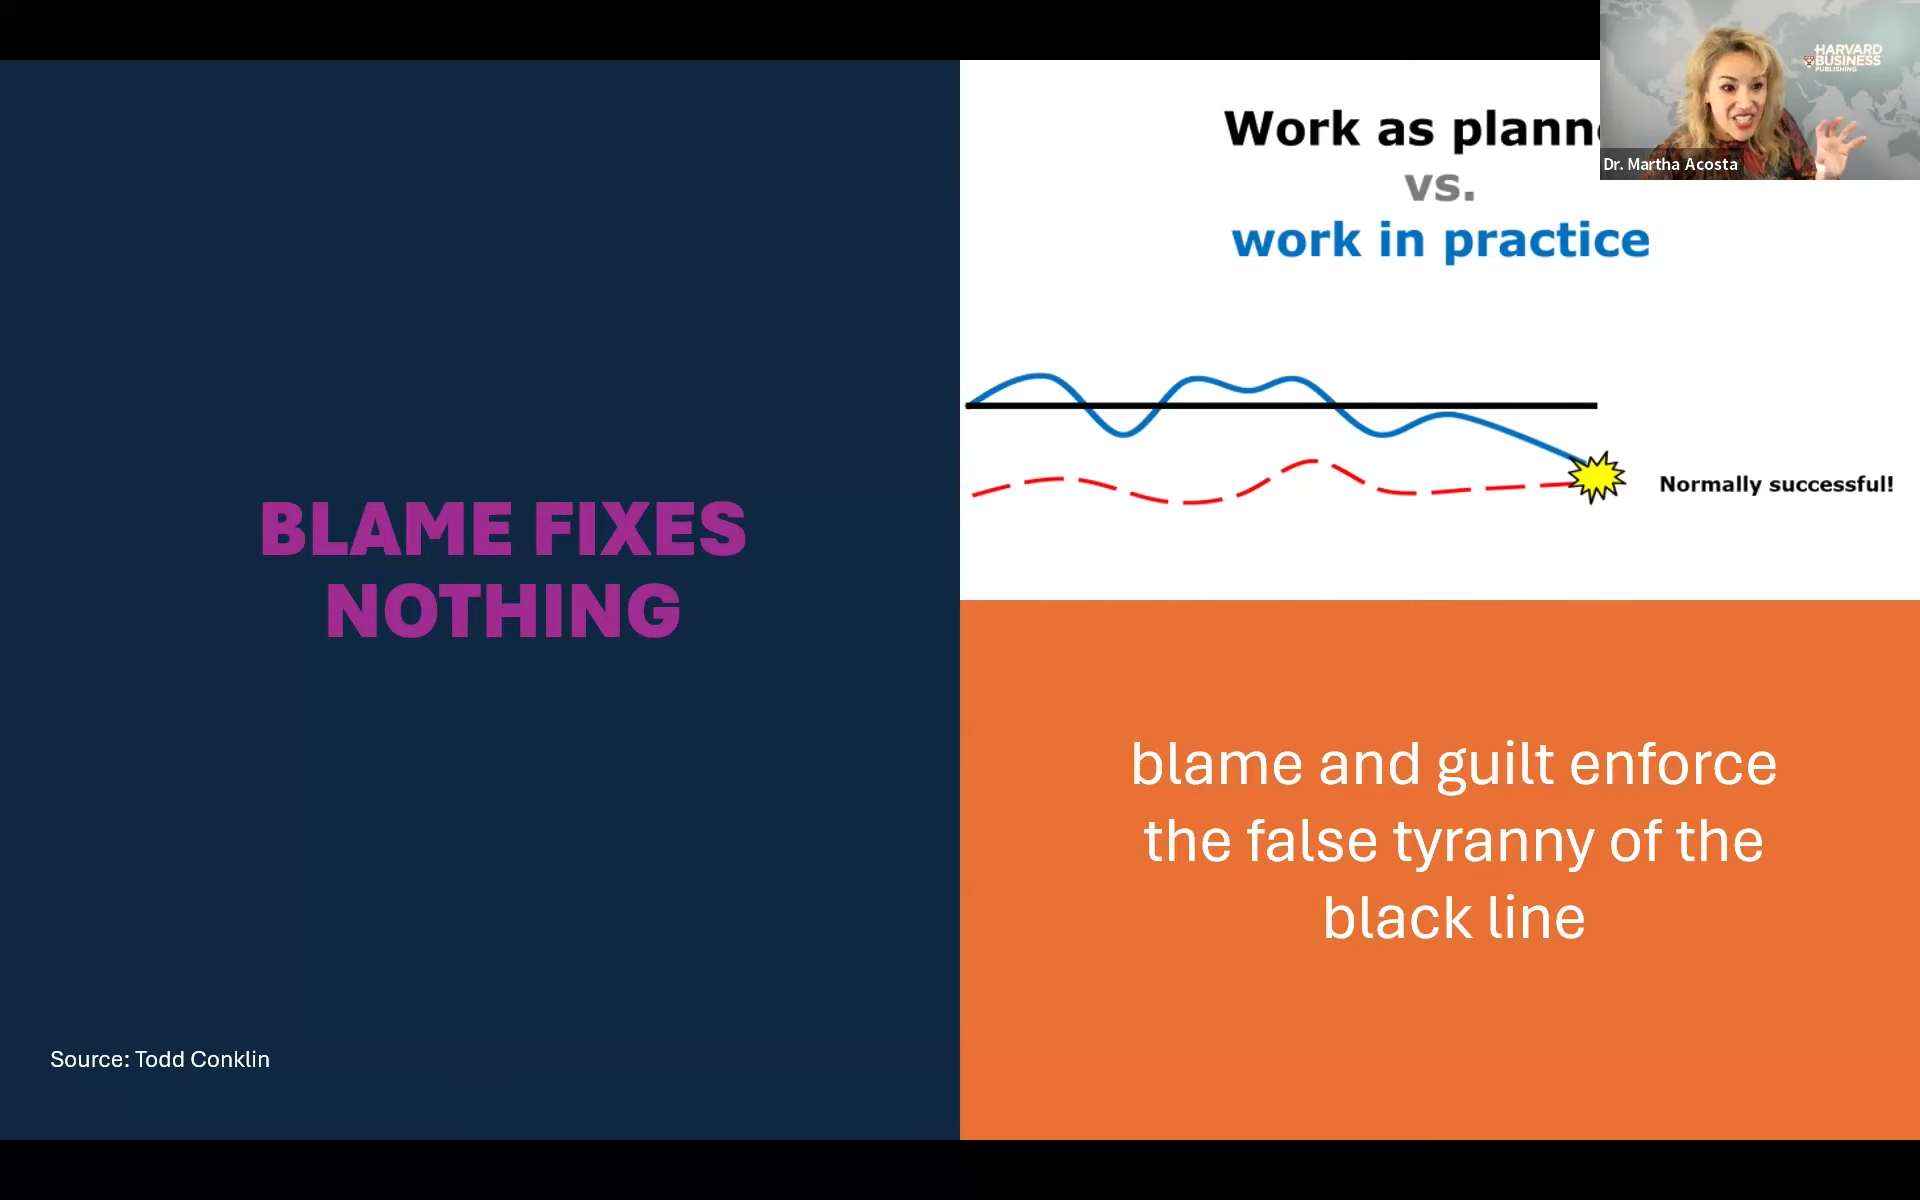 BLAME FIXES
NOTHING
Source: Todd Conklin
Work as
vs.
work in practice
Normally successful!
blame and guilt enforce
the false tyranny of the
black line
HARVARD
BUSINESS
PUBLISHING
Dr. Martha Acosta